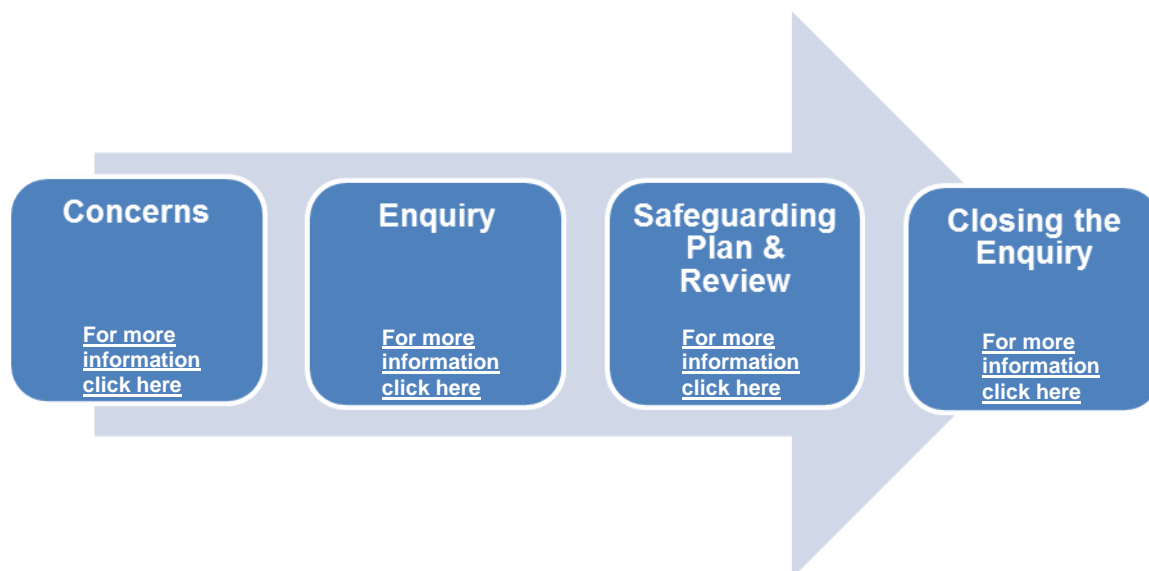 Concerns
For more
information
click here
Enquiry
For more
information
click here
Safeguarding
Plan &
Review
For more
information
click here
Closing the
Enquiry
For more
information
click here